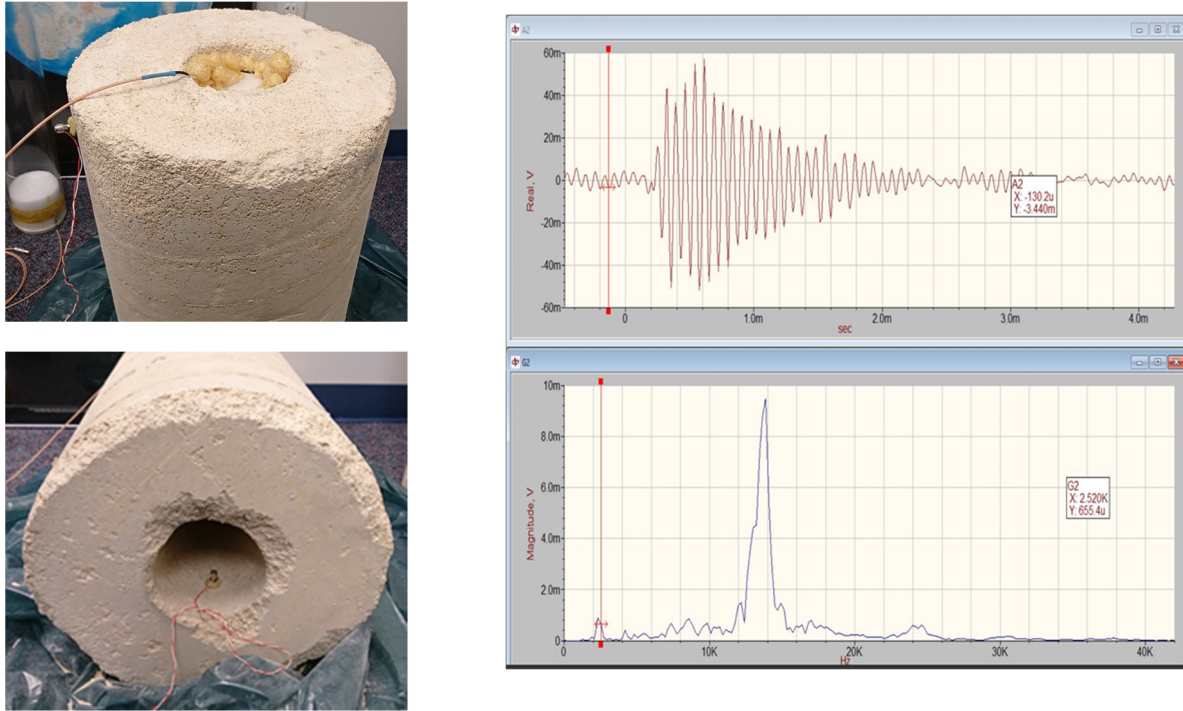 A2
60m
40m
20m
0
-20m
-40m
-60m
Real, V
A2
X: -130.2u
Y: -3.440m
0 1.0m 2.0m 3.0m 4.0m
sec
G2
10m
8.0m
6.0m
4.0m
2.0m
0
Magnitude, V
G2
X: 2.520K
Y: 655.4u
0 10K 20K 30K 40K
Hz